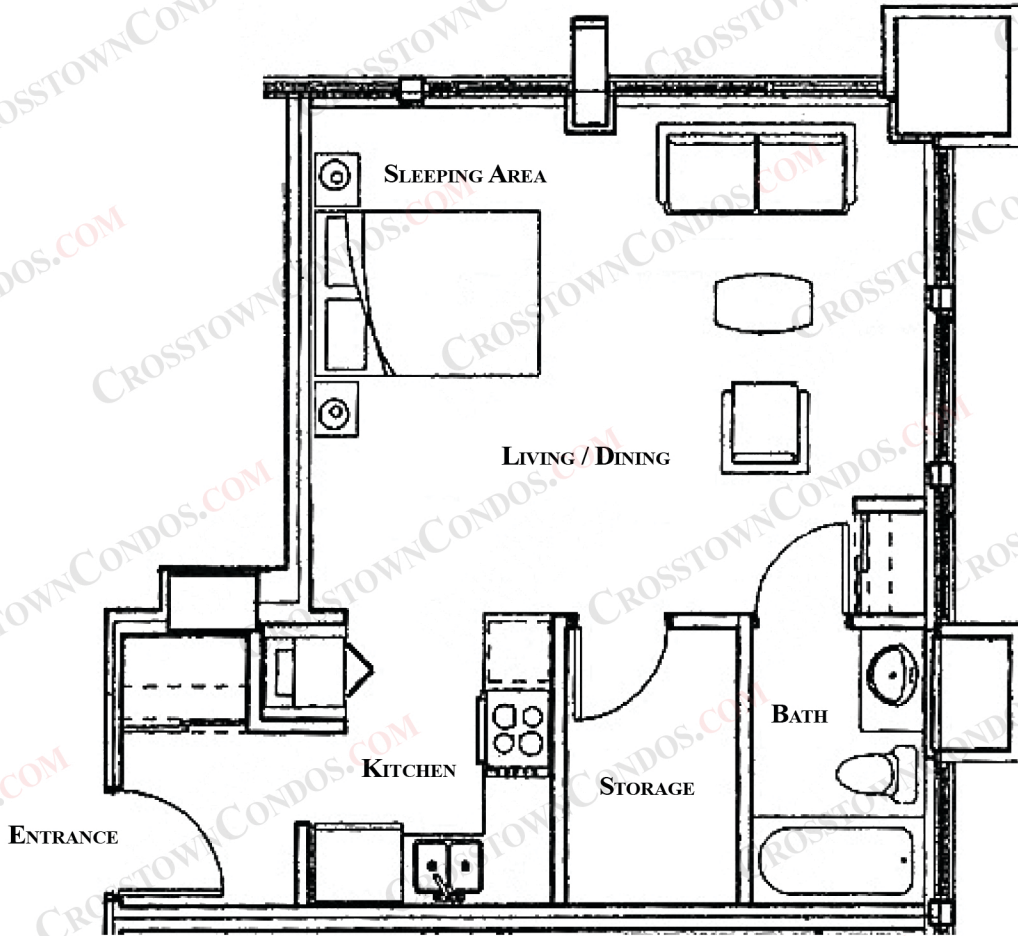 SLEEPING AREA
LIVING / DINING
BATH
KITCHEN
STORAGE
ENTRANCE
CROSSTOWNCONDOS.COM